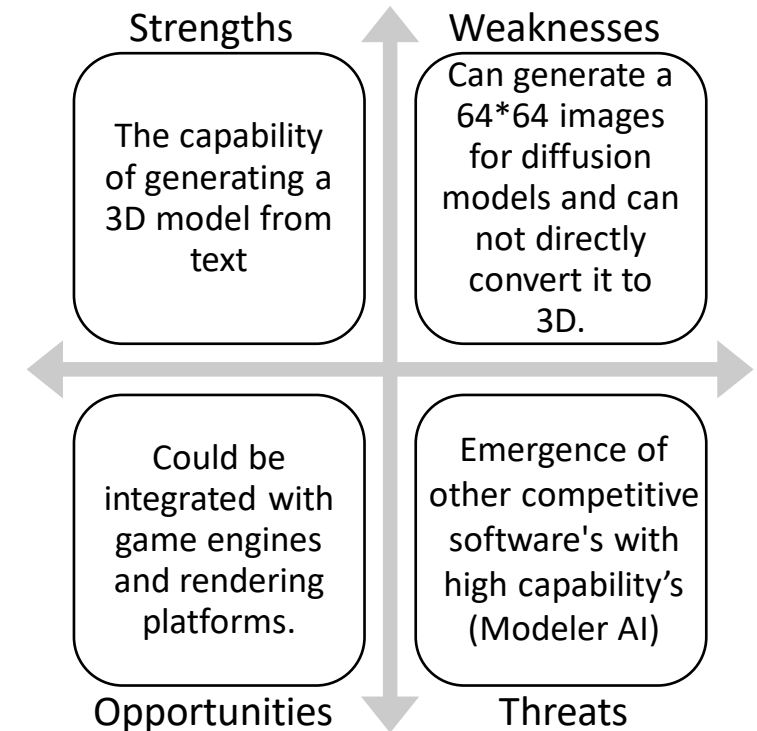 Strengths
The capability
of generating a
3D model from
text
Weaknesses
Can generate a
64*64 images
for diffusion
models and can
not directly
convert it to
3D.
Could be
integrated with
game engines
and rendering
platforms.
Opportunities
Emergence of
other competitive
software's with
high capability’s
(Modeler AI)
Threats